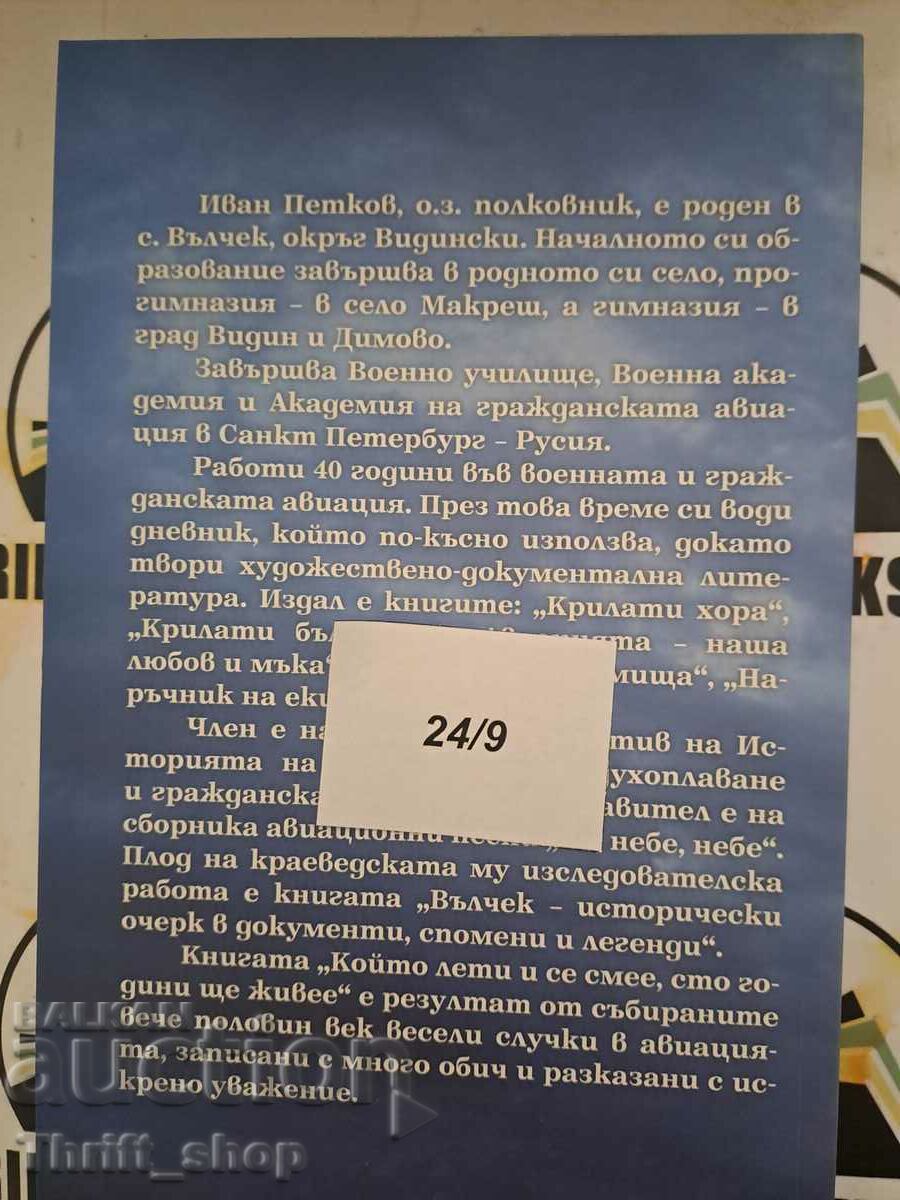 Иван Петков, о.з. полковник, е роден в
с. Вълчек, окръг Видински. Началното си об-
разование завършва в родното си село, про-
гимназия – в село Макреш, а гимназия – в
град Видин и Димово.
Завършва Военно училище, Военна ака-
демия и Академия на гражданската авиа-
ция в Санкт Петербург – Русия.
Работи 40 години във военната и граж-
данската авиация. През това време си води
дневник, който по-късно използва, докато
твори художествено-документална лите-
ратура. Издал е книгите: „Крилати хора“,
„Крилати бъл – наша
любов и мъка“ „На-
ръчник на еки
24/9
Член е на тив на Ис-
торията на ухоплаване
и гражданска авител е на
сборника авиационни песни небе, небе“.
Плод на краеведската му изследователска
работа е книгата „Вълчек – исторически
очерк в документи, спомени и легенди“.
Книгата „Който лети и се смее, сто го-
дини ще живее“ е резултат от събираните
вече половин век весели случки в авиация-
та, записани с много обич и разказани с ис-
крено уважение.
BALKAN
auction
Thrift_shop